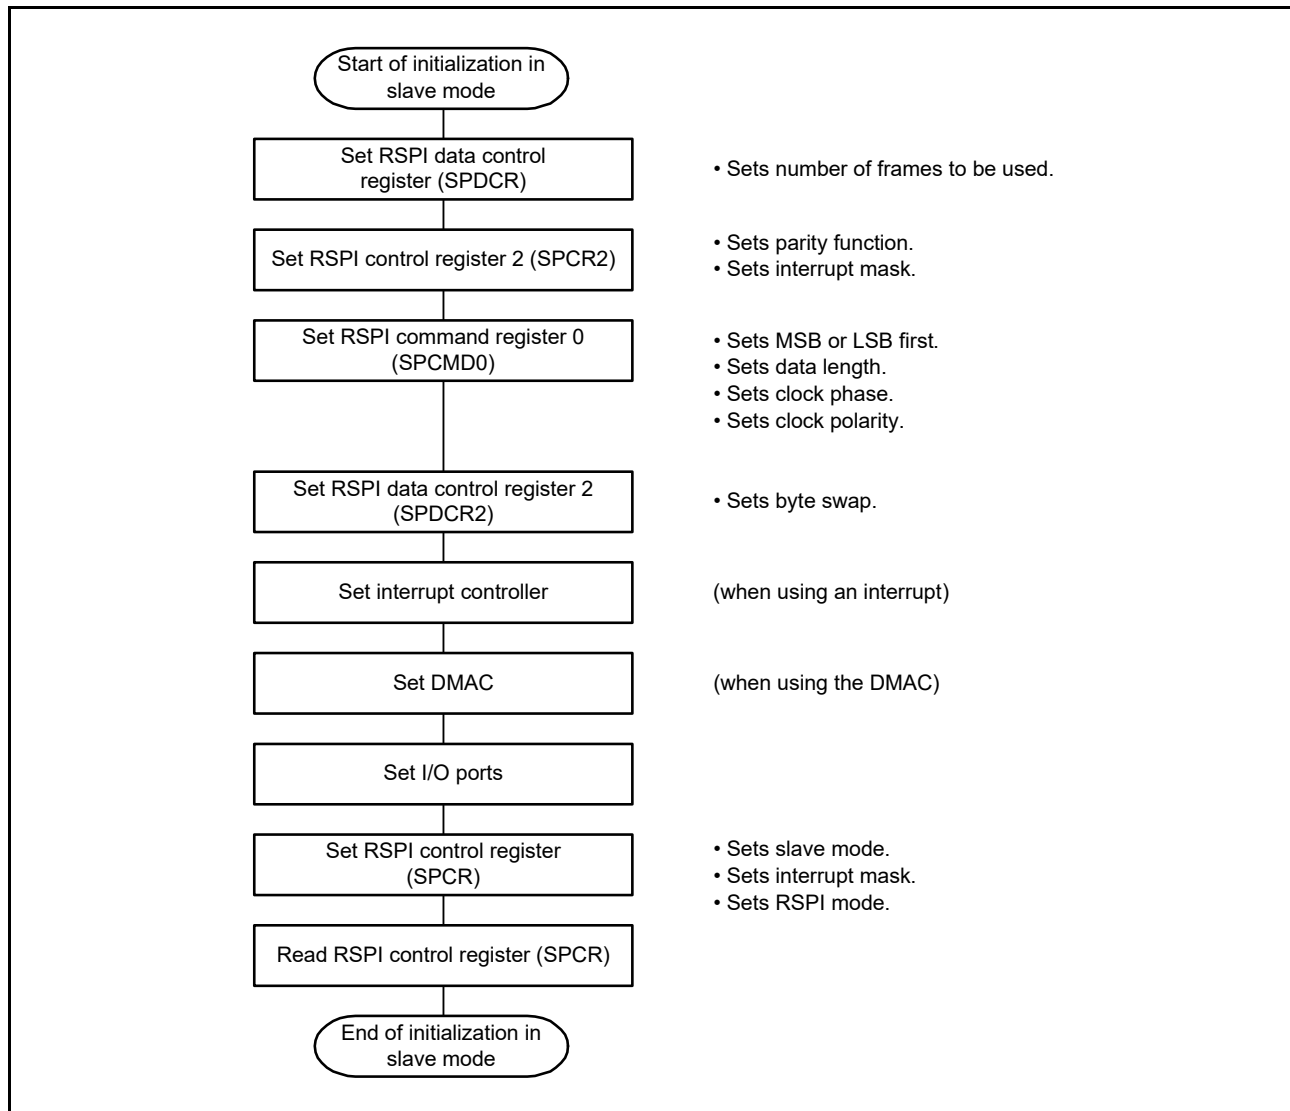 Start of initialization in
slave mode
Set RSPI data control
register (SPDCR)
• Sets number of frames to be used.
Set RSPI control register 2 (SPCR2)
• Sets parity function.
• Sets interrupt mask.
Set RSPI command register 0
(SPCMD0)
• Sets MSB or LSB first.
• Sets data length.
• Sets clock phase.
• Sets clock polarity.
Set RSPI data control register 2
(SPDCR2)
• Sets byte swap.
Set interrupt controller
(when using an interrupt)
Set DMAC
(when using the DMAC)
Set I/O ports
Set RSPI control register
(SPCR)
• Sets slave mode.
• Sets interrupt mask.
• Sets RSPI mode.
Read RSPI control register (SPCR)
End of initialization in
slave mode